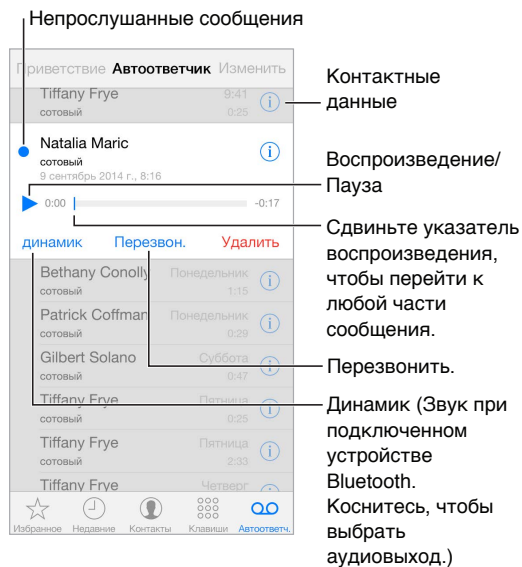 Непрослушанные сообщения
Приветствие Автоответчик Изменить
Tiffany Frye 9:41
сотовый 0:25
Natalia Maric
сотовый
9 сентябрь 2014 г., 8:16
0:00 -0:17
динамик Перезвон. Удалить
Bethany Conolly Понедельник
сотовый 1:15
Patrick Coffman Понедельник
сотовый 0:29
Gilbert Solano Суббота
сотовый 0:47
Tiffany Frye Пятница
сотовый 0:25
Tiffany Frye Пятница
сотовый 2:33
Tiffany Frye Четверг
Избранное Недавние Контакты Клавиши Автоответч.
Контактные
данные
Воспроизведение/
Пауза
Сдвиньте указатель
воспроизведения,
чтобы перейти к
любой части
сообщения.
Перезвонить.
Динамик (Звук при
подключенном
устройстве
Bluetooth.
Коснитесь, чтобы
выбрать
аудиовыход.)